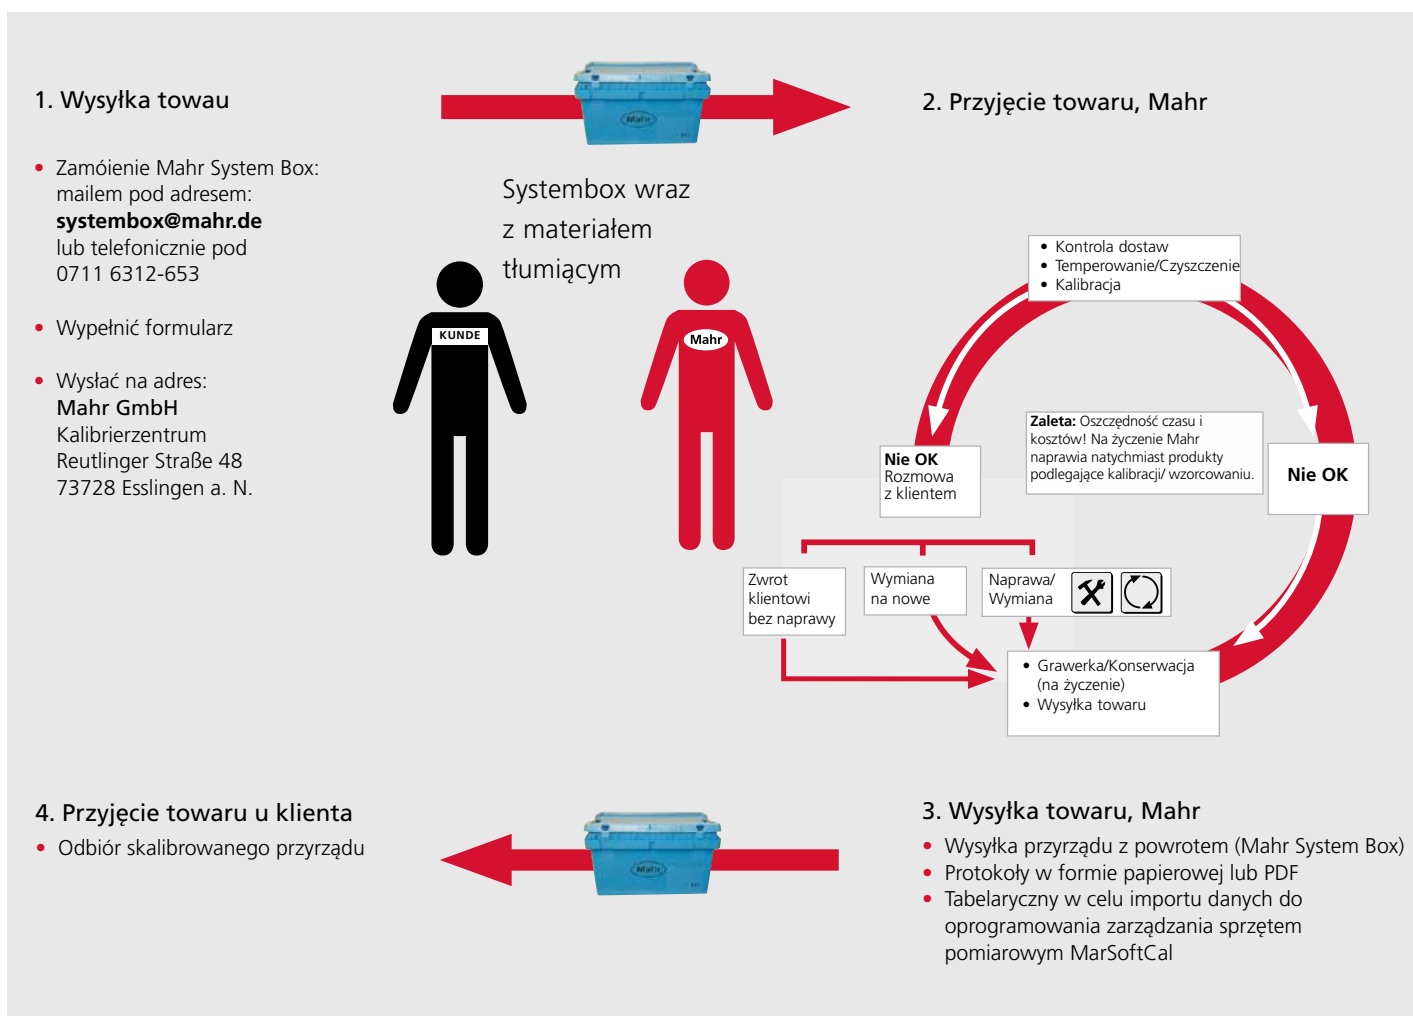 1. Wysyłka towau
• Zamóienie Mahr System Box:
mailem pod adresem:
systembox@mahr.de
lub telefonicznie pod
0711 6312-653
• Wypełnić formularz
• Wysłać na adres:
Mahr GmbH
Kalibrierzentrum
Reutlinger Straße 48
73728 Esslingen a. N.
Mahr
Systembox wraz
z materiałem
tłumiącym
KUNDE
Mahr
2. Przyjęcie towaru, Mahr
• Kontrola dostaw
• Temperowanie/Czyszczenie
• Kalibracja
Zaleta: Oszczędność czasu i
kosztów! Na życzenie Mahr
naprawia natychmiast produkty
podlegające kalibracji/ wzorcowaniu.
Nie OK
Rozmowa
z klientem
Nie OK
Zwrot
klientowi
bez naprawy
Wymiana
na nowe
Naprawa/
Wymiana
• Grawerka/Konserwacja
(na życzenie)
• Wysyłka towaru
3. Wysyłka towaru, Mahr
• Wysyłka przyrządu z powrotem (Mahr System Box)
• Protokoły w formie papierowej lub PDF
• Tabelaryczny w celu importu danych do
oprogramowania zarządzania sprzętem
pomiarowym MarSoftCal
Mahr
4. Przyjęcie towaru u klienta
• Odbiór skalibrowanego przyrządu